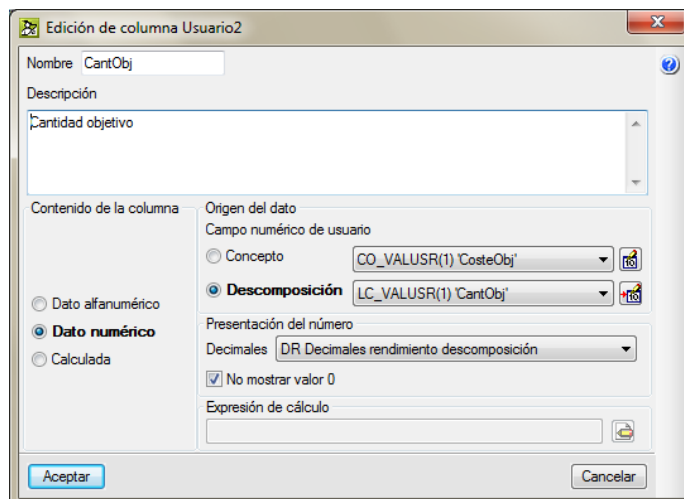 Edición de columna Usuario2
Nombre CantObj
Descripción
Cantidad objetivo
Contenido de la columna
Dato alfanumérico
Dato numérico
Calculada
Origen del dato
Campo numérico de usuario
Concepto CO_VALUSR(1) 'CosteObj'
Descomposición LC_VALUSR(1) 'CantObj'
Presentación del número
Decimales DR Decimales rendimiento descomposición
No mostrar valor 0
Expresión de cálculo
Aceptar
Cancelar